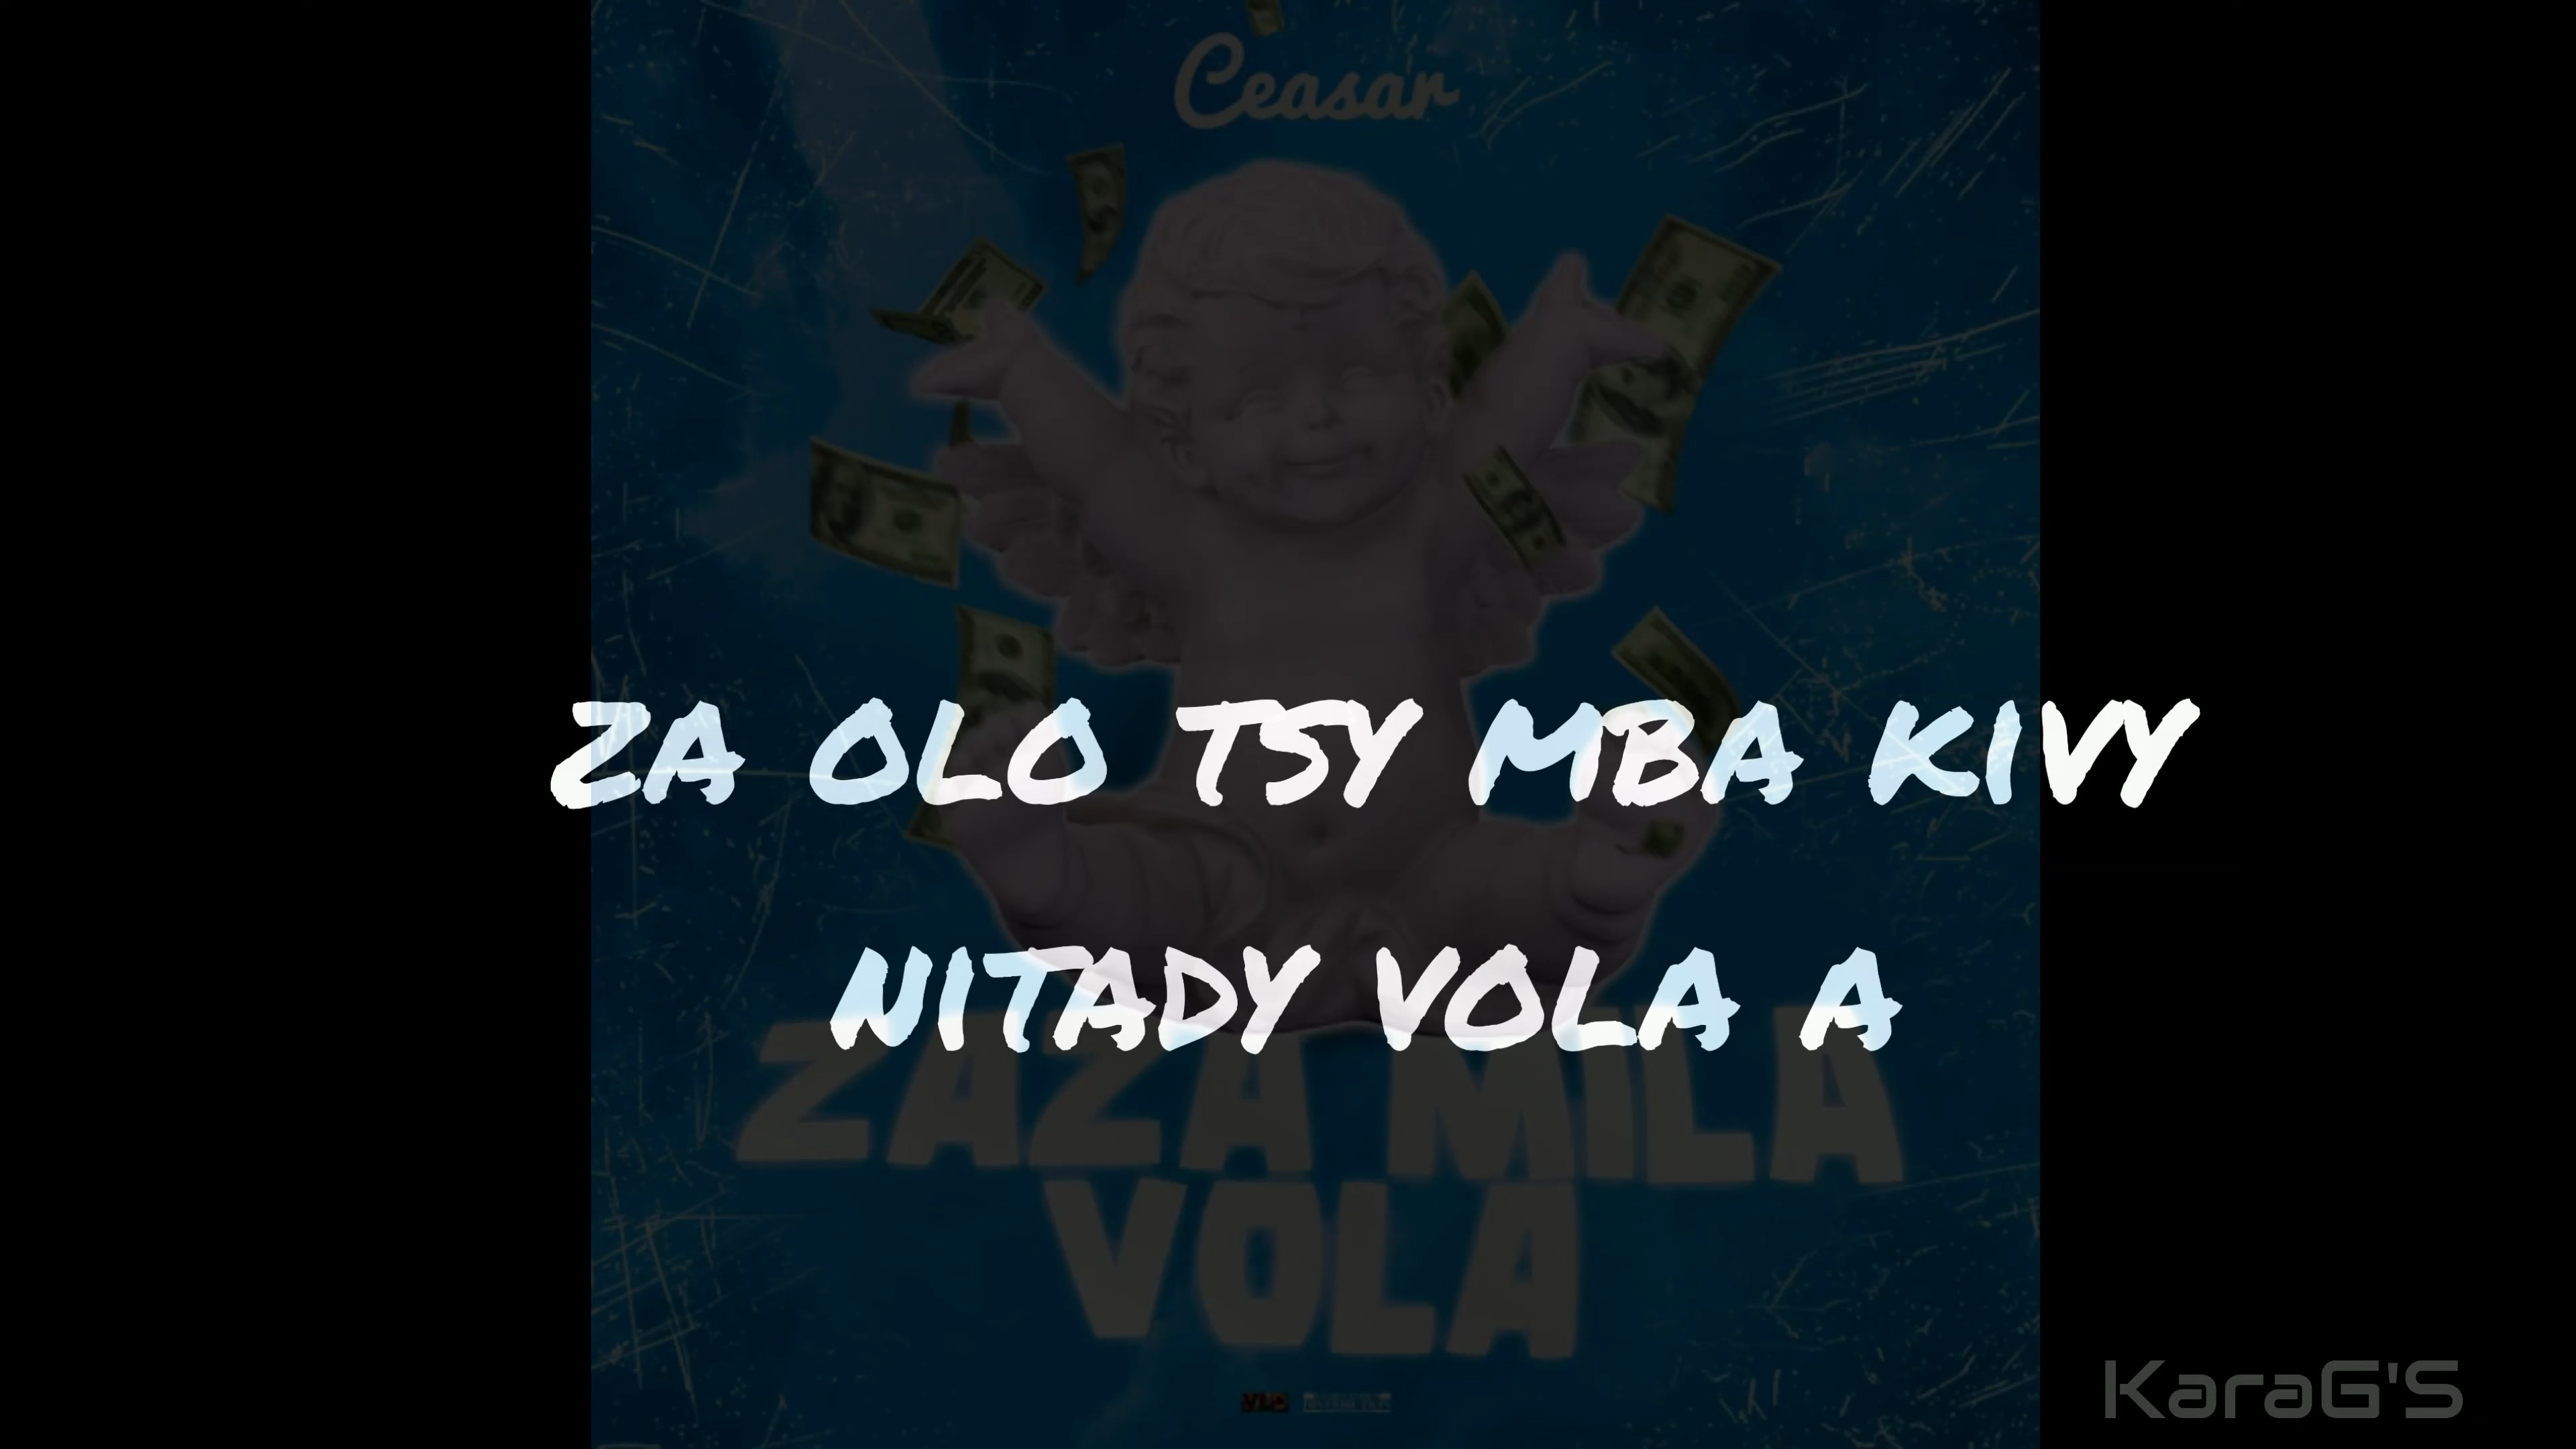 Ceasar
ZA OLO TSY MBA KIVY
NITADY VOLA A
ZAZA MILA
VOLA
KaraG'S